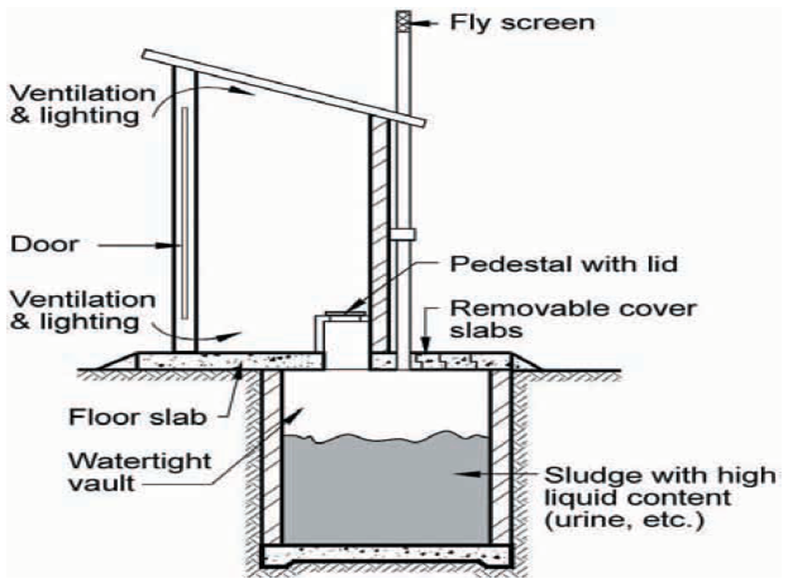 Fly screen
Ventilation
& lighting
Door
Pedestal with lid
Ventilation
& lighting
Removable cover
slabs
Floor slab
Watertight
vault
Sludge with high
liquid content
(urine, etc.)